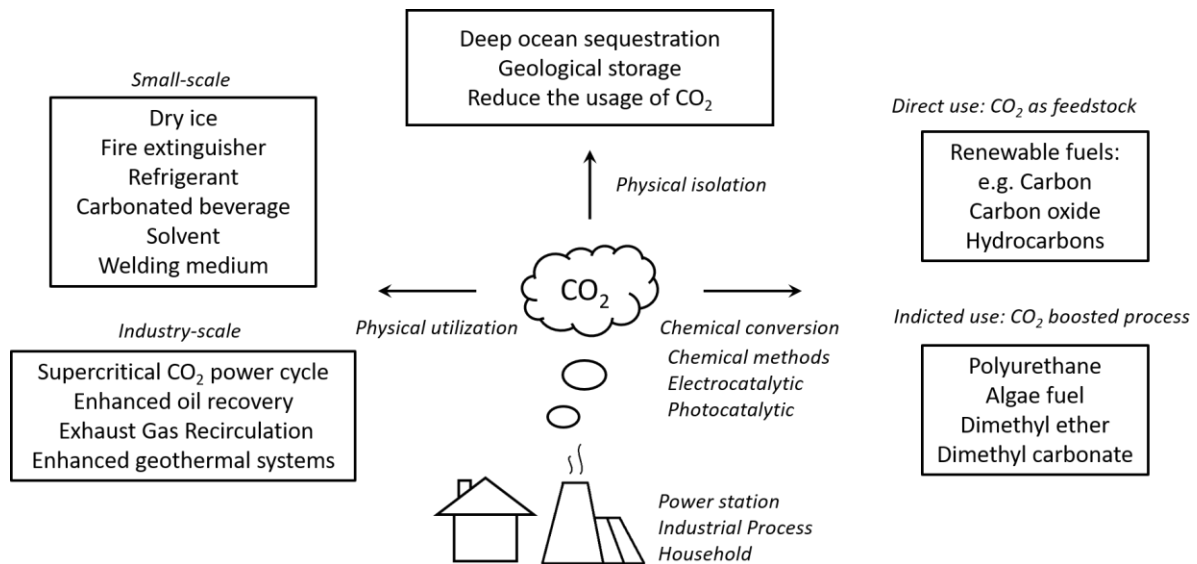 Deep ocean sequestration
Geological storage
Reduce the usage of CO₂
Small-scale
Dry ice
Fire extinguisher
Refrigerant
Carbonated beverage
Solvent
Welding medium
Direct use: CO₂ as feedstock
Renewable fuels:
e.g. Carbon
Carbon oxide
Hydrocarbons
Physical isolation
CO₂
Physical utilization
Chemical conversion
Chemical methods
Electrocatalytic
Photocatalytic
Industry-scale
Supercritical CO₂ power cycle
Enhanced oil recovery
Exhaust Gas Recirculation
Enhanced geothermal systems
Indicted use: CO₂ boosted process
Polyurethane
Algae fuel
Dimethyl ether
Dimethyl carbonate
Power station
Industrial Process
Household